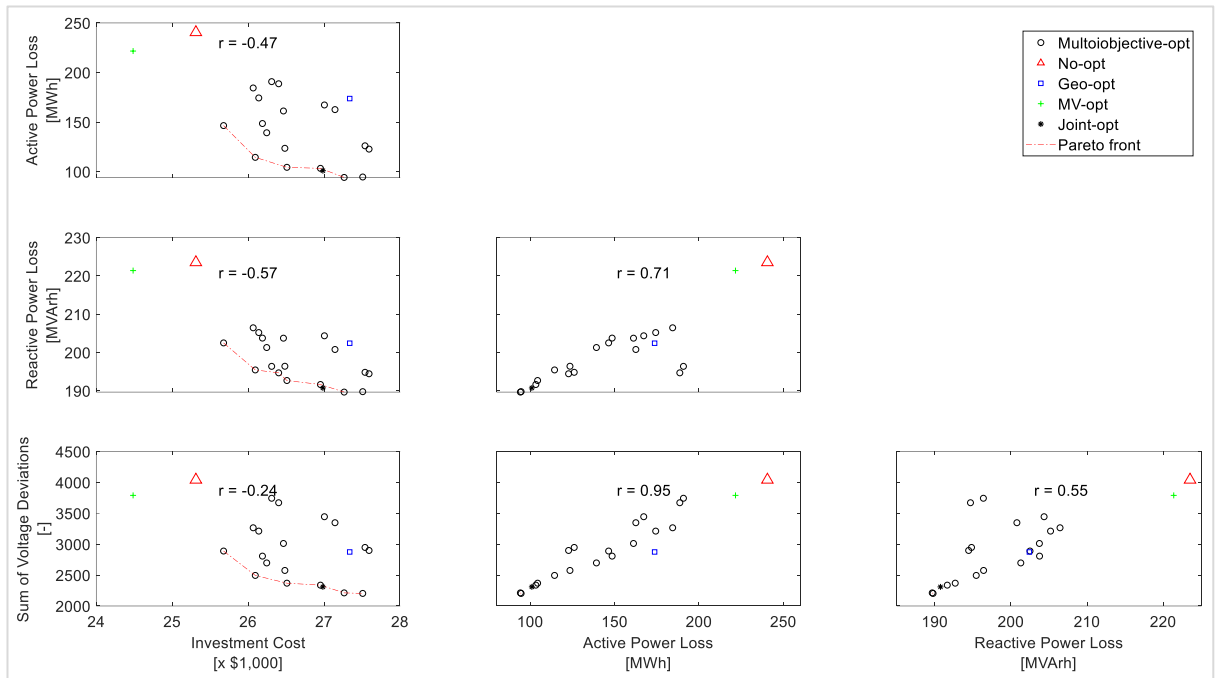 250
200
150
100
Active Power Loss
[MWh]
r = -0.47
Multoiobjective-opt
No-opt
Geo-opt
MV-opt
Joint-opt
Pareto front
230
220
210
200
190
Reactive Power Loss
[MVArh]
r = -0.57
r = 0.71
4500
4000
3500
3000
2500
2000
Sum of Voltage Deviations
[-]
r = -0.24
r = 0.95
r = 0.55
24 25 26 27 28
Investment Cost
[x $1,000]
100 150 200 250
Active Power Loss
[MWh]
190 200 210 220
Reactive Power Loss
[MVArh]